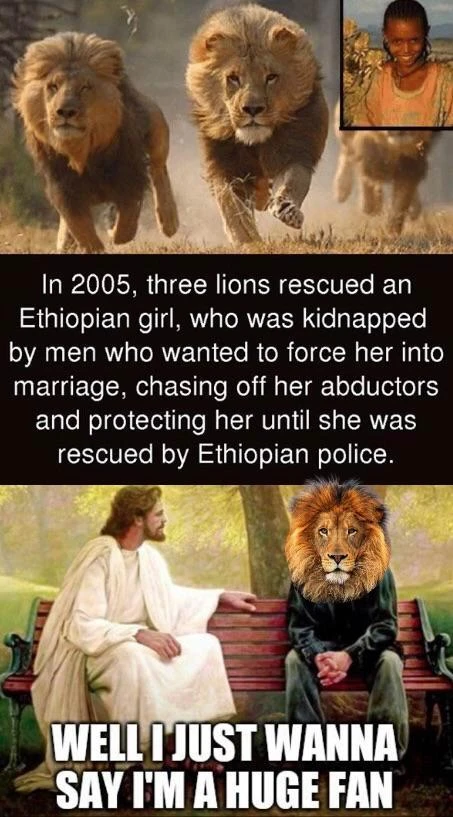 In 2005, three lions rescued an
Ethiopian girl, who was kidnapped
by men who wanted to force her into
marriage, chasing off her abductors
and protecting her until she was
rescued by Ethiopian police.
WELL I JUST WANNA
SAY I'M A HUGE FAN